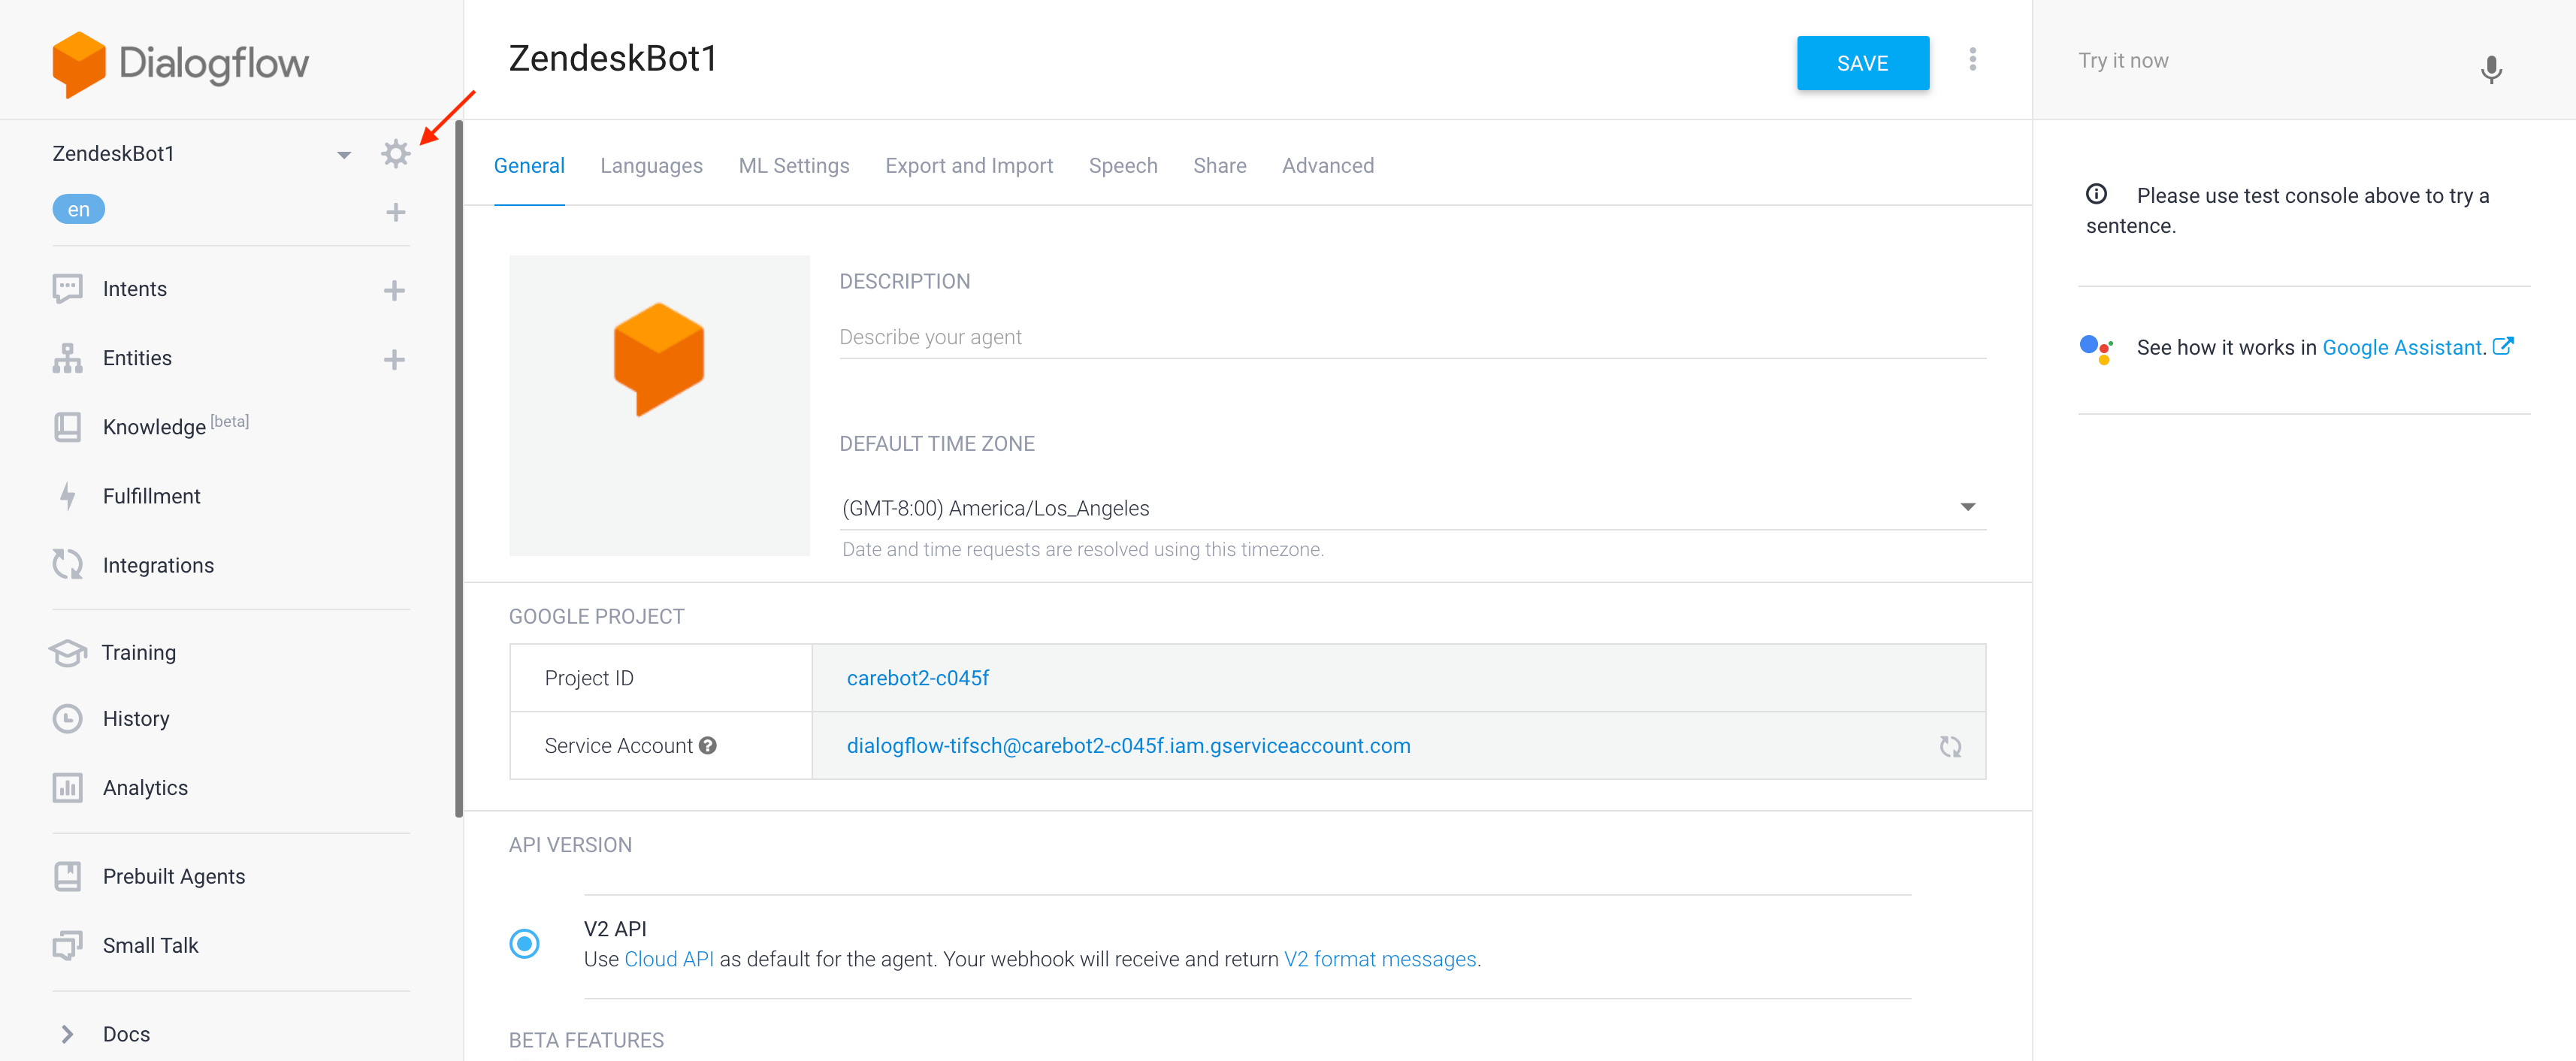 Dialogflow
ZendeskBot1
en
Intents
Entities
Knowledge [beta]
Fulfillment
Integrations
Training
History
Analytics
Prebuilt Agents
Small Talk
Docs
ZendeskBot1
SAVE
General Languages ML Settings Export and Import Speech Share Advanced
DESCRIPTION
Describe your agent
DEFAULT TIME ZONE
(GMT-8:00) America/Los_Angeles
Date and time requests are resolved using this timezone.
GOOGLE PROJECT
Project ID carebot2-c045f
Service Account dialogflow-tifsch@carebot2-c045f.iam.gserviceaccount.com
API VERSION
V2 API
Use Cloud API as default for the agent. Your webhook will receive and return V2 format messages.
BETA FEATURES
Try it now
Please use test console above to try a
sentence.
See how it works in Google Assistant.